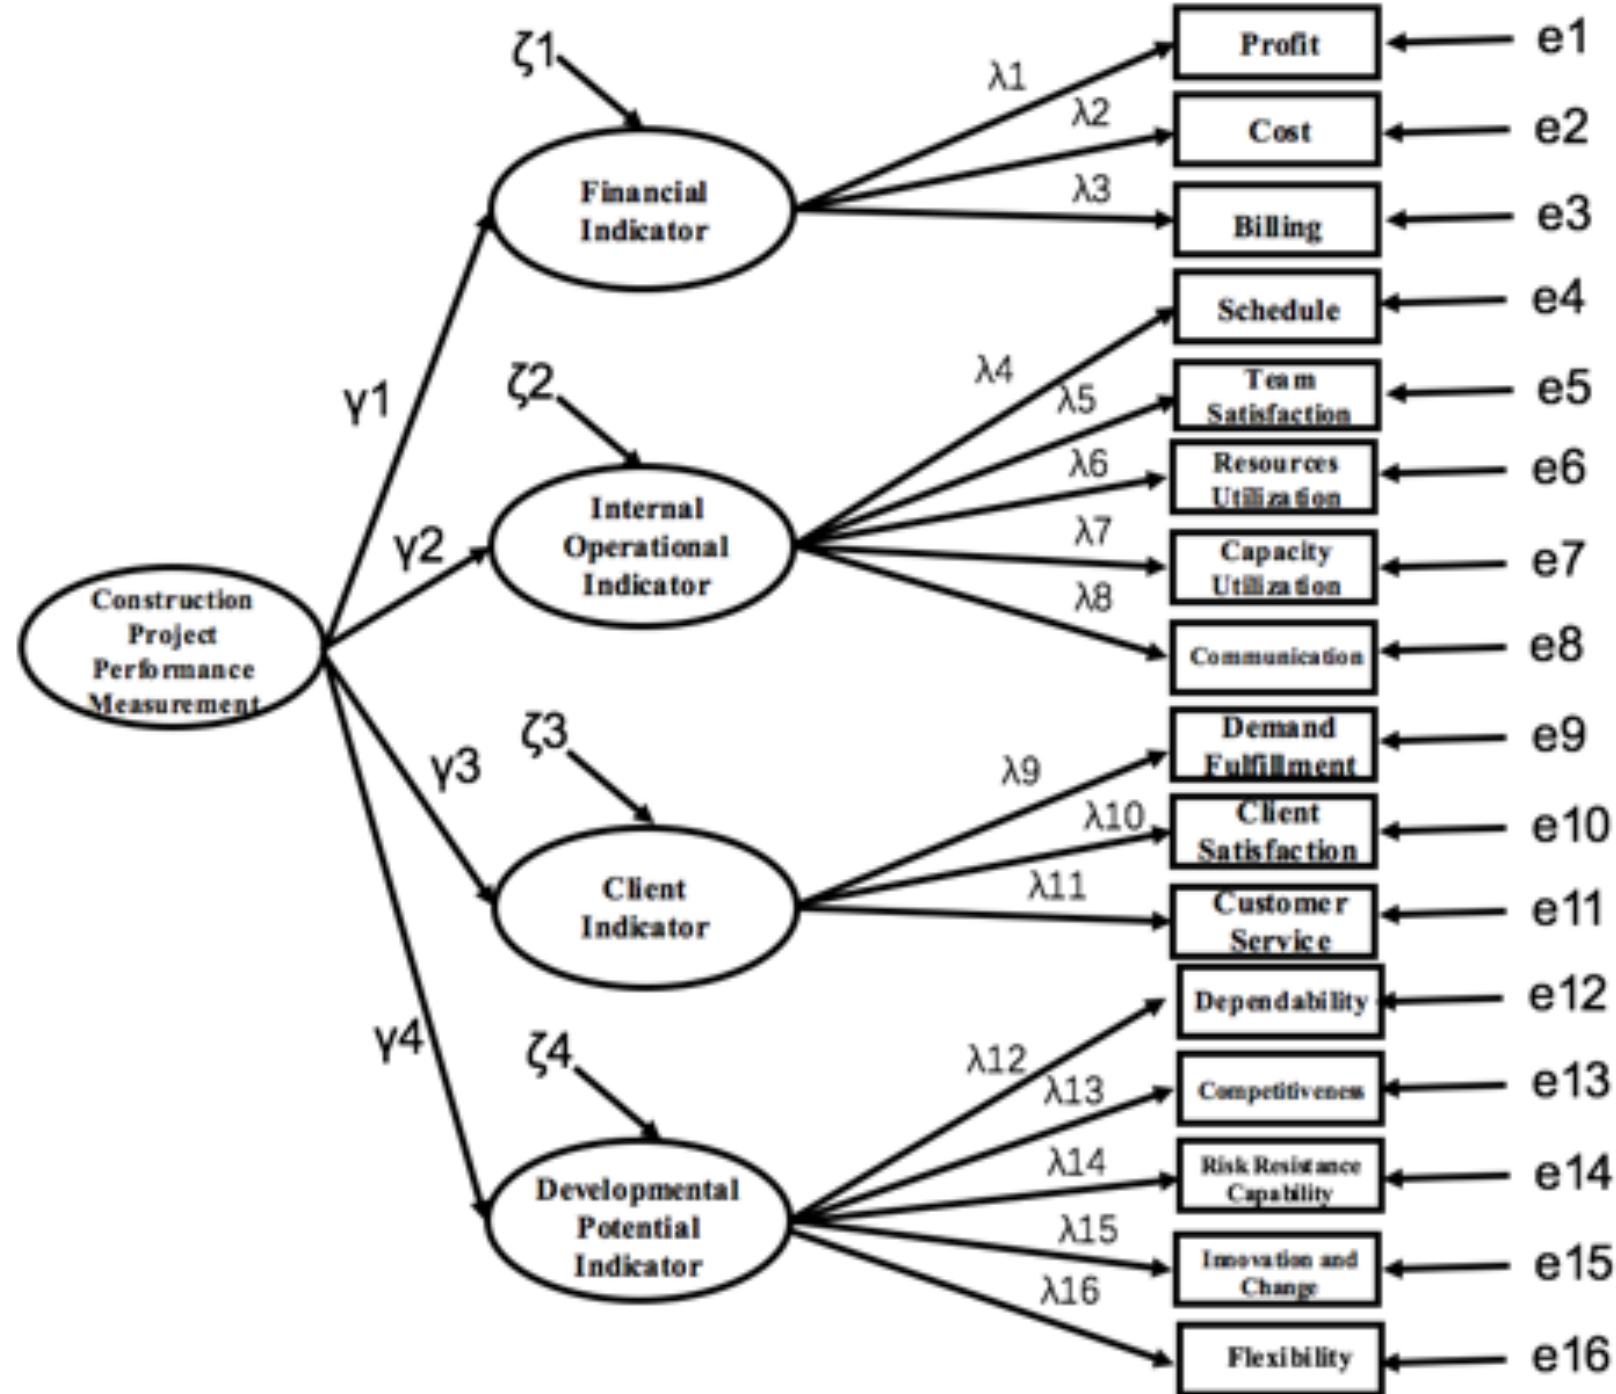 ζ1
λ1
Profit
e1
λ2
Cost
e2
Financial
Indicator
λ3
Billing
e3
γ1
ζ2
λ4
Schedule
e4
λ5
Team
Satisfaction
e5
Internal
Operational
Indicator
λ6
Resources
Utilization
e6
γ2
λ7
Capacity
Utilization
e7
λ8
Communication
e8
Construction
Project
Performance
Measurement
γ3
ζ3
λ9
Demand
Fulfillment
e9
λ10
Client
Satisfaction
e10
Client
Indicator
λ11
Customer
Service
e11
γ4
ζ4
λ12
Dependability
e12
λ13
Competitiveness
e13
Developmental
Potential
Indicator
λ14
Risk Resistance
Capability
e14
λ15
Innovation and
Change
e15
λ16
Flexibility
e16